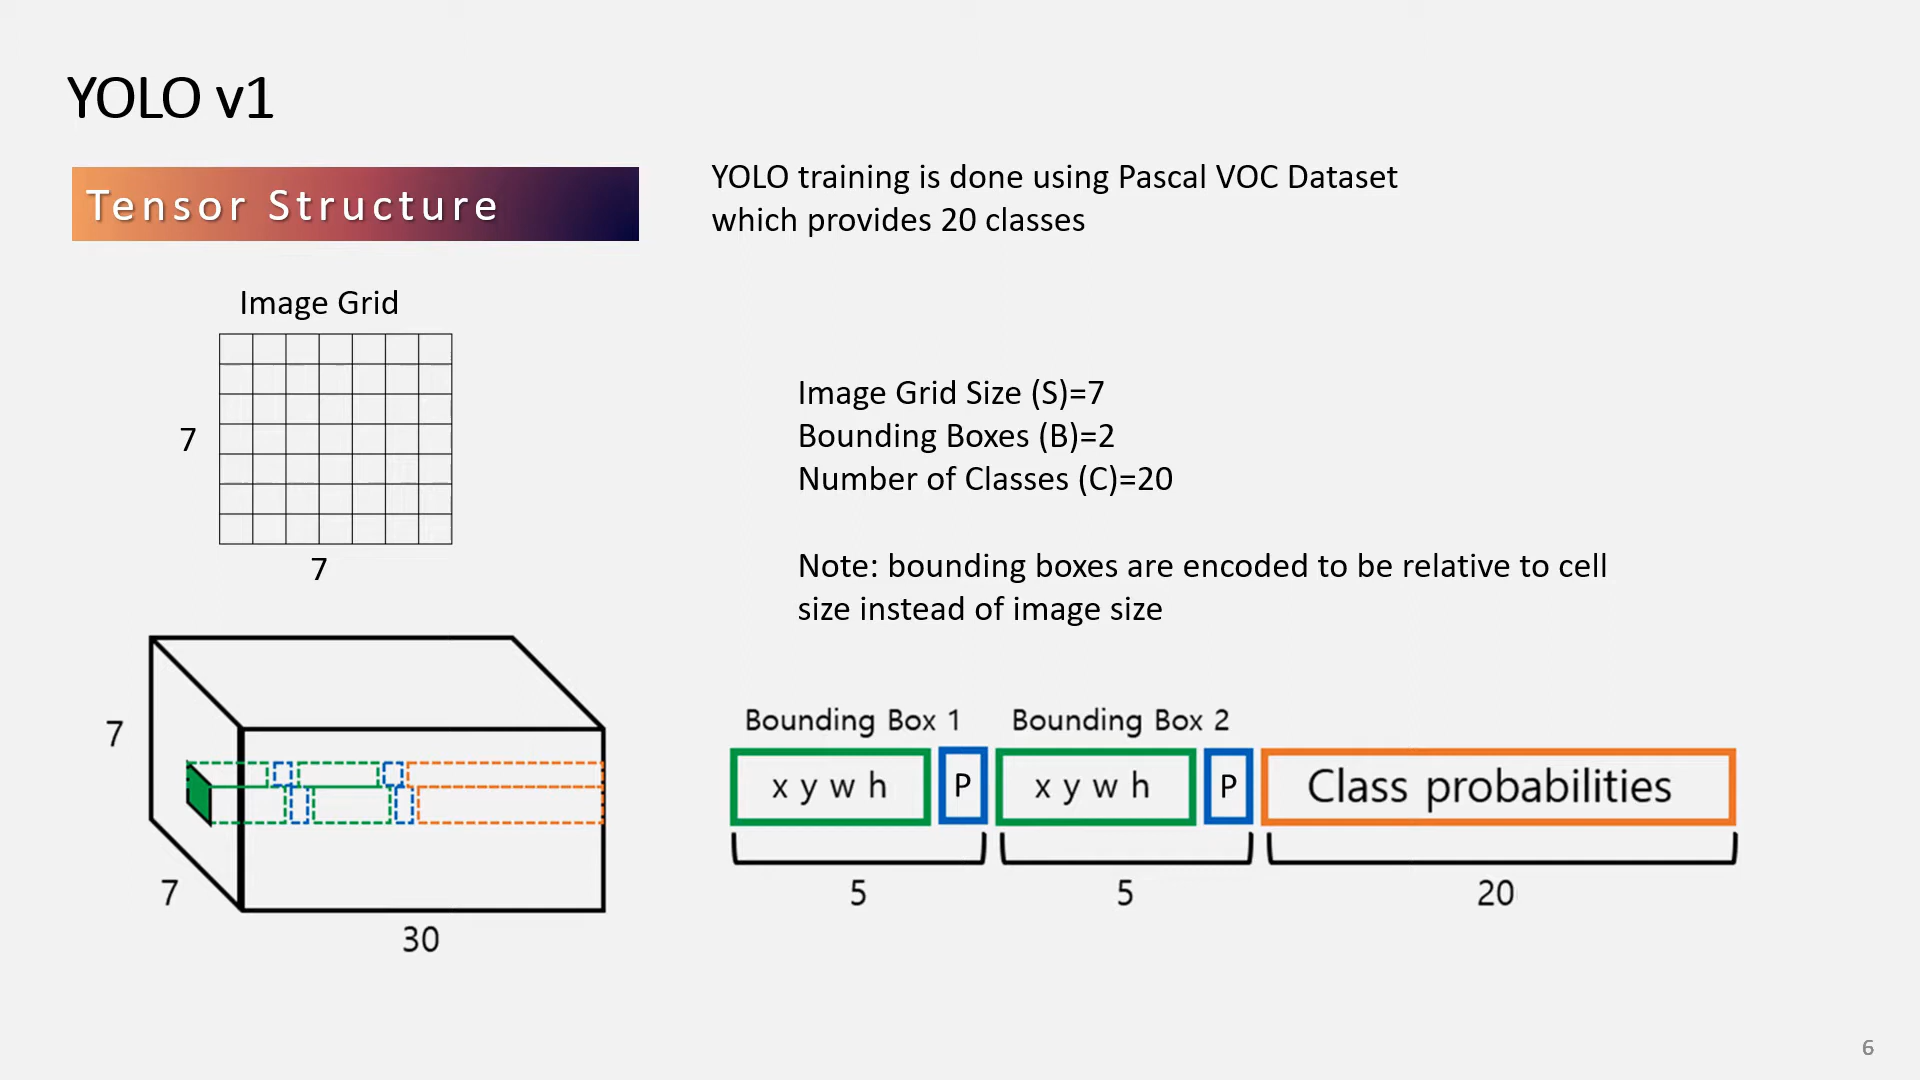 YOLO v1
Tensor Structure
YOLO training is done using Pascal VOC Dataset
which provides 20 classes
Image Grid
7
7
Image Grid Size (S)=7
Bounding Boxes (B)=2
Number of Classes (C)=20
Note: bounding boxes are encoded to be relative to cell
size instead of image size
7
7
30
Bounding Box 1
Bounding Box 2
x y w h
P
x y w h
P
Class probabilities
5
5
20
6